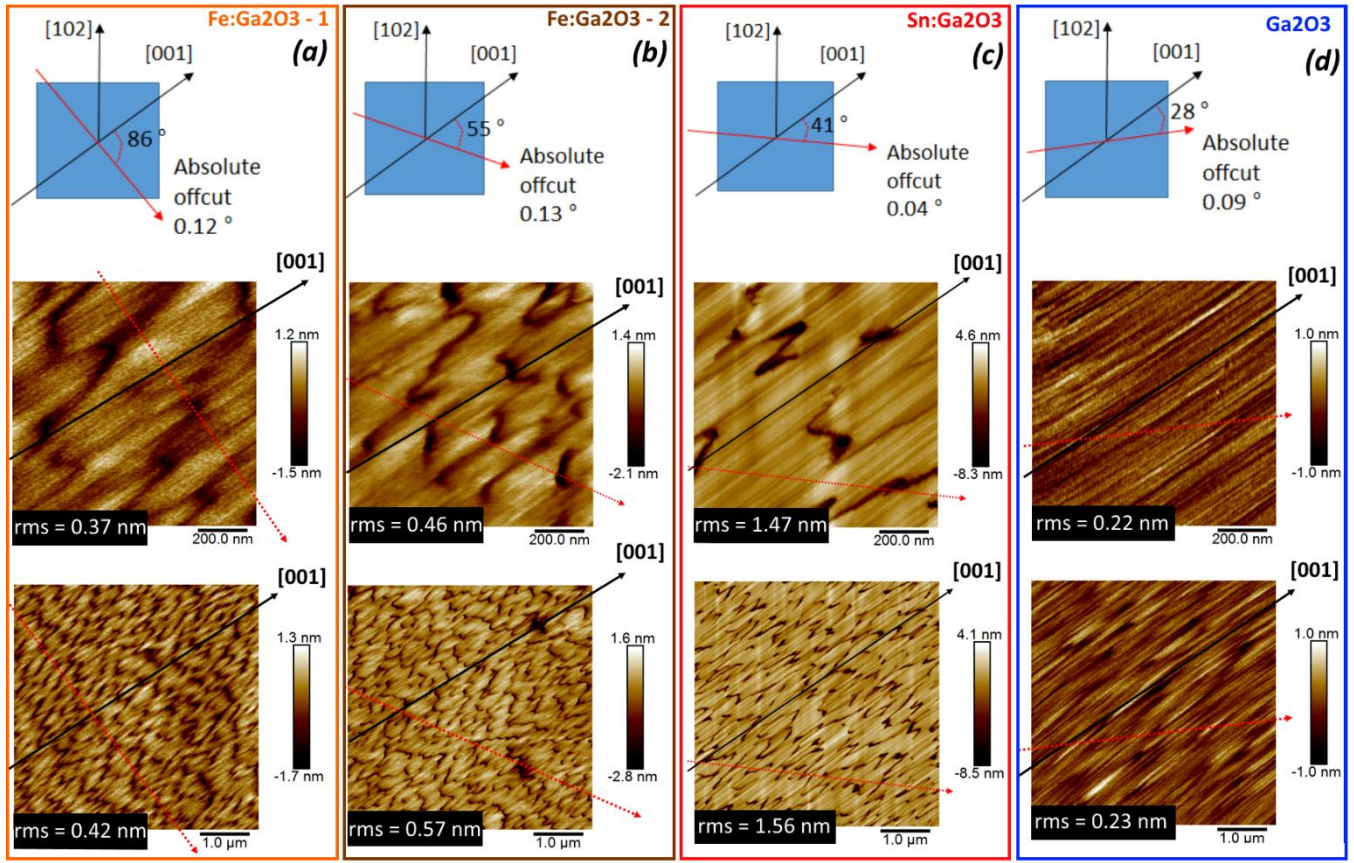 Fe:Ga2O3 - 1
(a)
[102]
[001]
86 °
Absolute
offcut
0.12 °
[001]
1.2 nm
-1.5 nm
rms = 0.37 nm
200.0 nm
[001]
1.3 nm
-1.7 nm
rms = 0.42 nm
1.0 µm
Fe:Ga2O3 - 2
(b)
[102]
[001]
55 °
Absolute
offcut
0.13 °
[001]
1.4 nm
-2.1 nm
rms = 0.46 nm
200.0 nm
[001]
1.6 nm
-2.8 nm
rms = 0.57 nm
1.0 µm
Sn:Ga2O3
(c)
[102]
[001]
41 °
Absolute
offcut
0.04 °
[001]
4.6 nm
-8.3 nm
rms = 1.47 nm
200.0 nm
[001]
4.1 nm
-8.5 nm
rms = 1.56 nm
1.0 µm
Ga2O3
(d)
[102]
[001]
28 °
Absolute
offcut
0.09 °
[001]
1.0 nm
-1.0 nm
rms = 0.22 nm
200.0 nm
[001]
1.0 nm
-1.0 nm
rms = 0.23 nm
1.0 µm